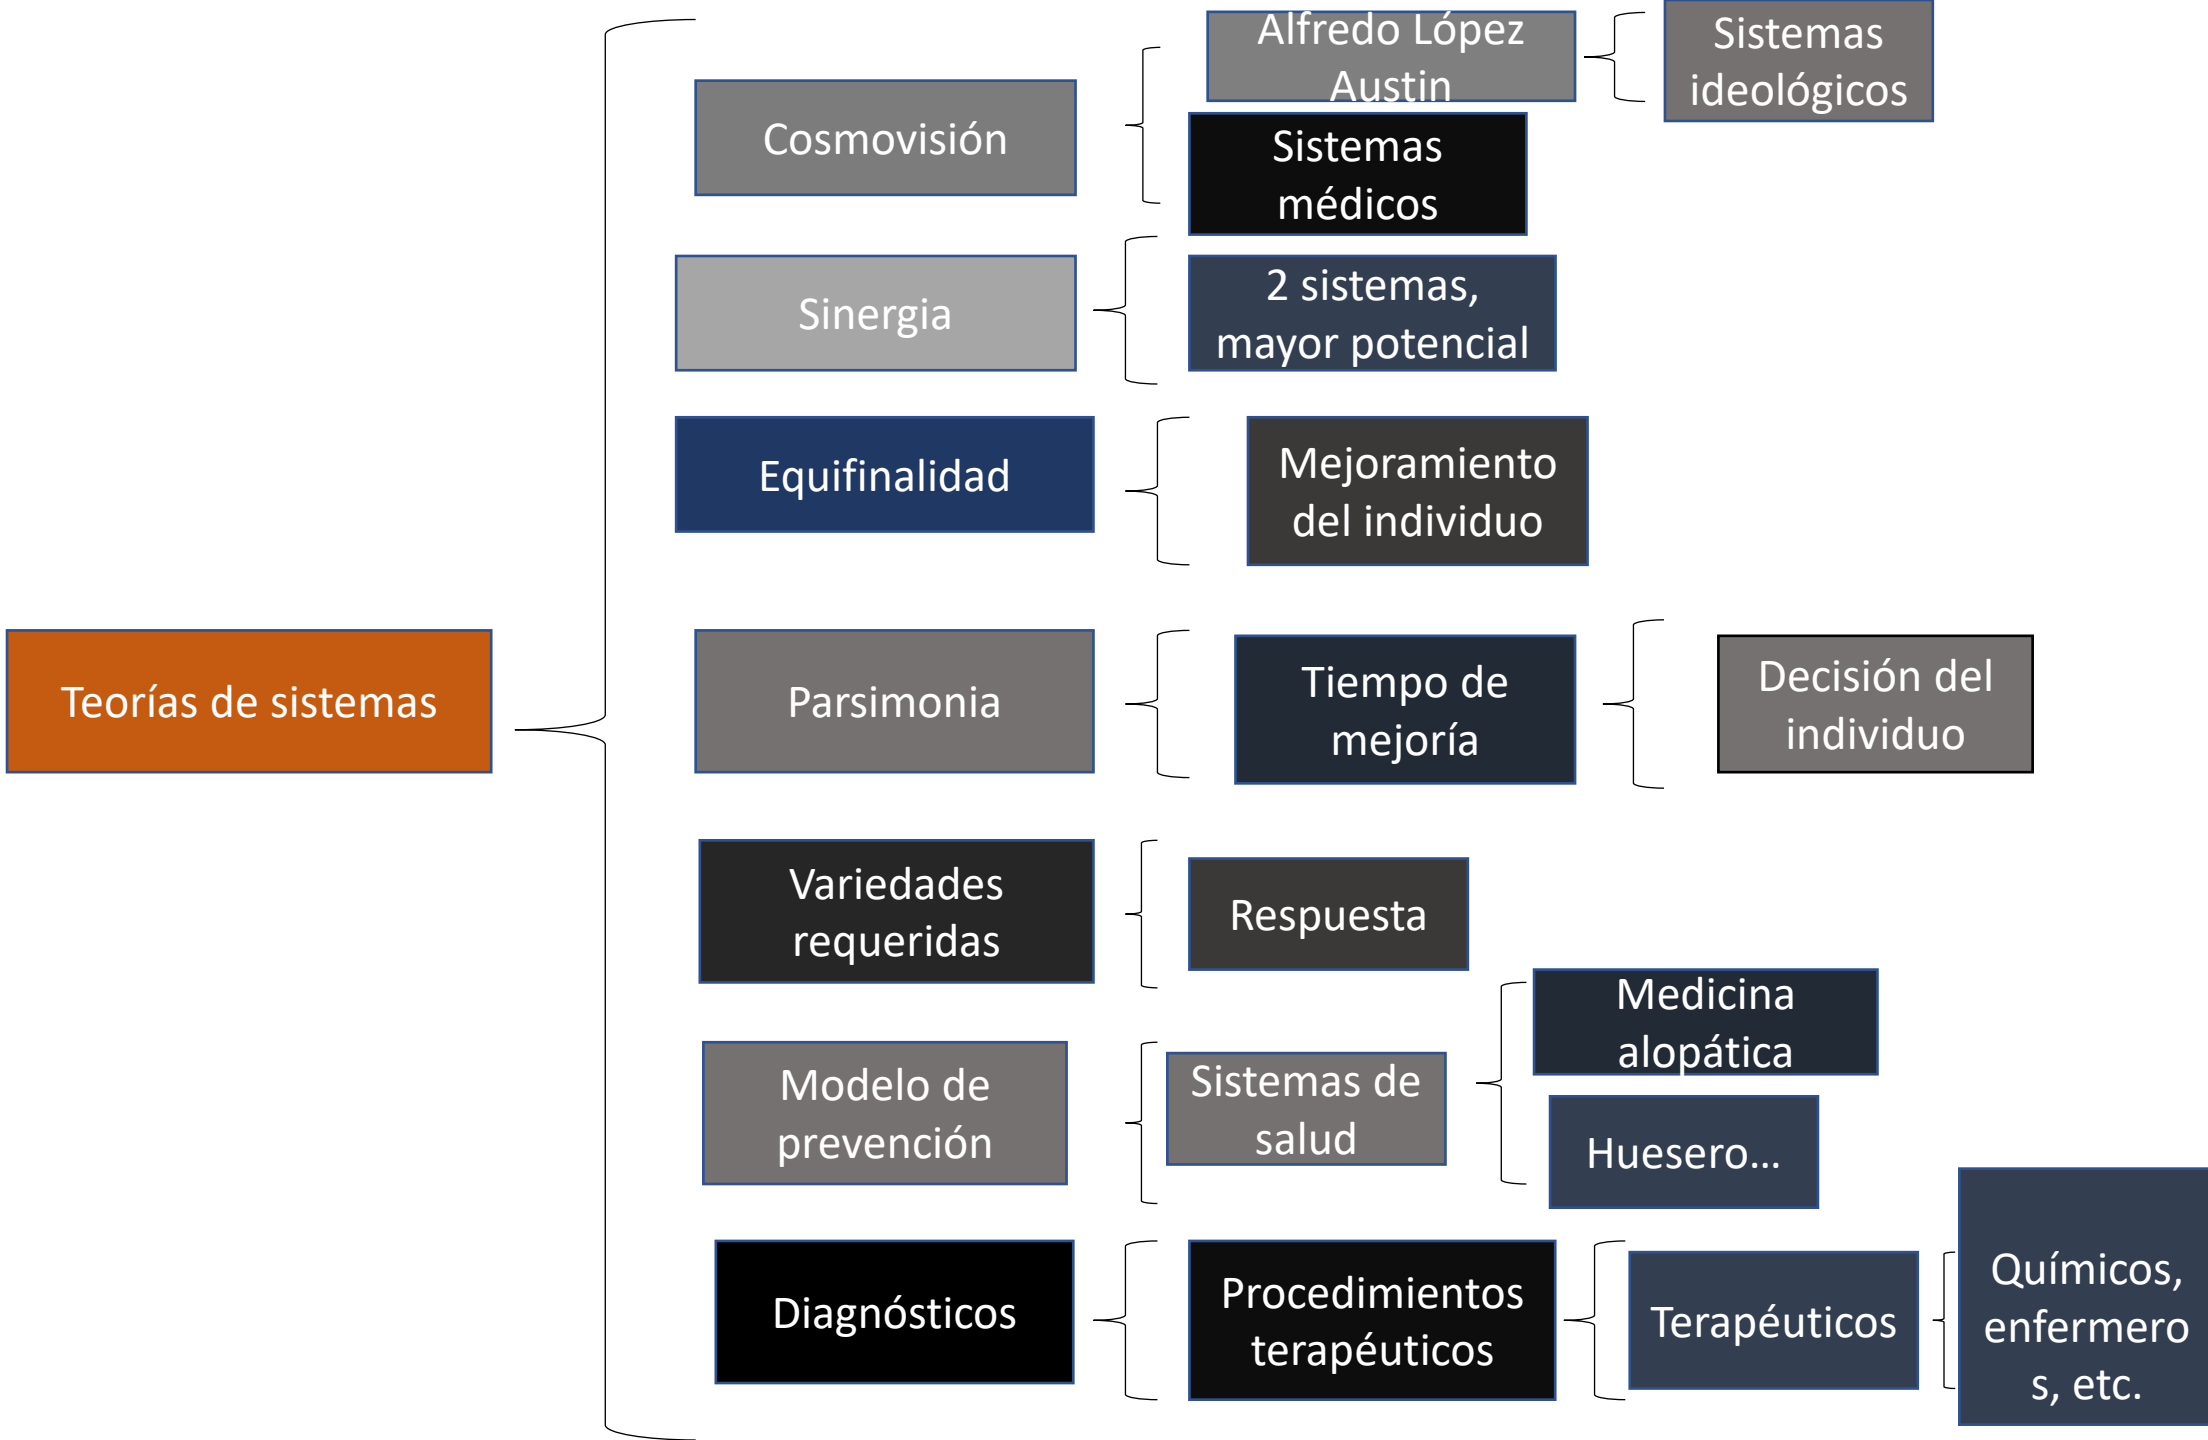 Teorías de sistemas
Cosmovisión
Alfredo López
Austin
Sistemas
ideológicos
Sistemas
médicos
Sinergia
2 sistemas,
mayor potencial
Equifinalidad
Mejoramiento
del individuo
Parsimonia
Tiempo de
mejoría
Decisión del
individuo
Variedades
requeridas
Respuesta
Modelo de
prevención
Sistemas de
salud
Medicina
alopática
Huesero...
Diagnósticos
Procedimientos
terapéuticos
Terapéuticos
Químicos,
enfermero
s, etc.